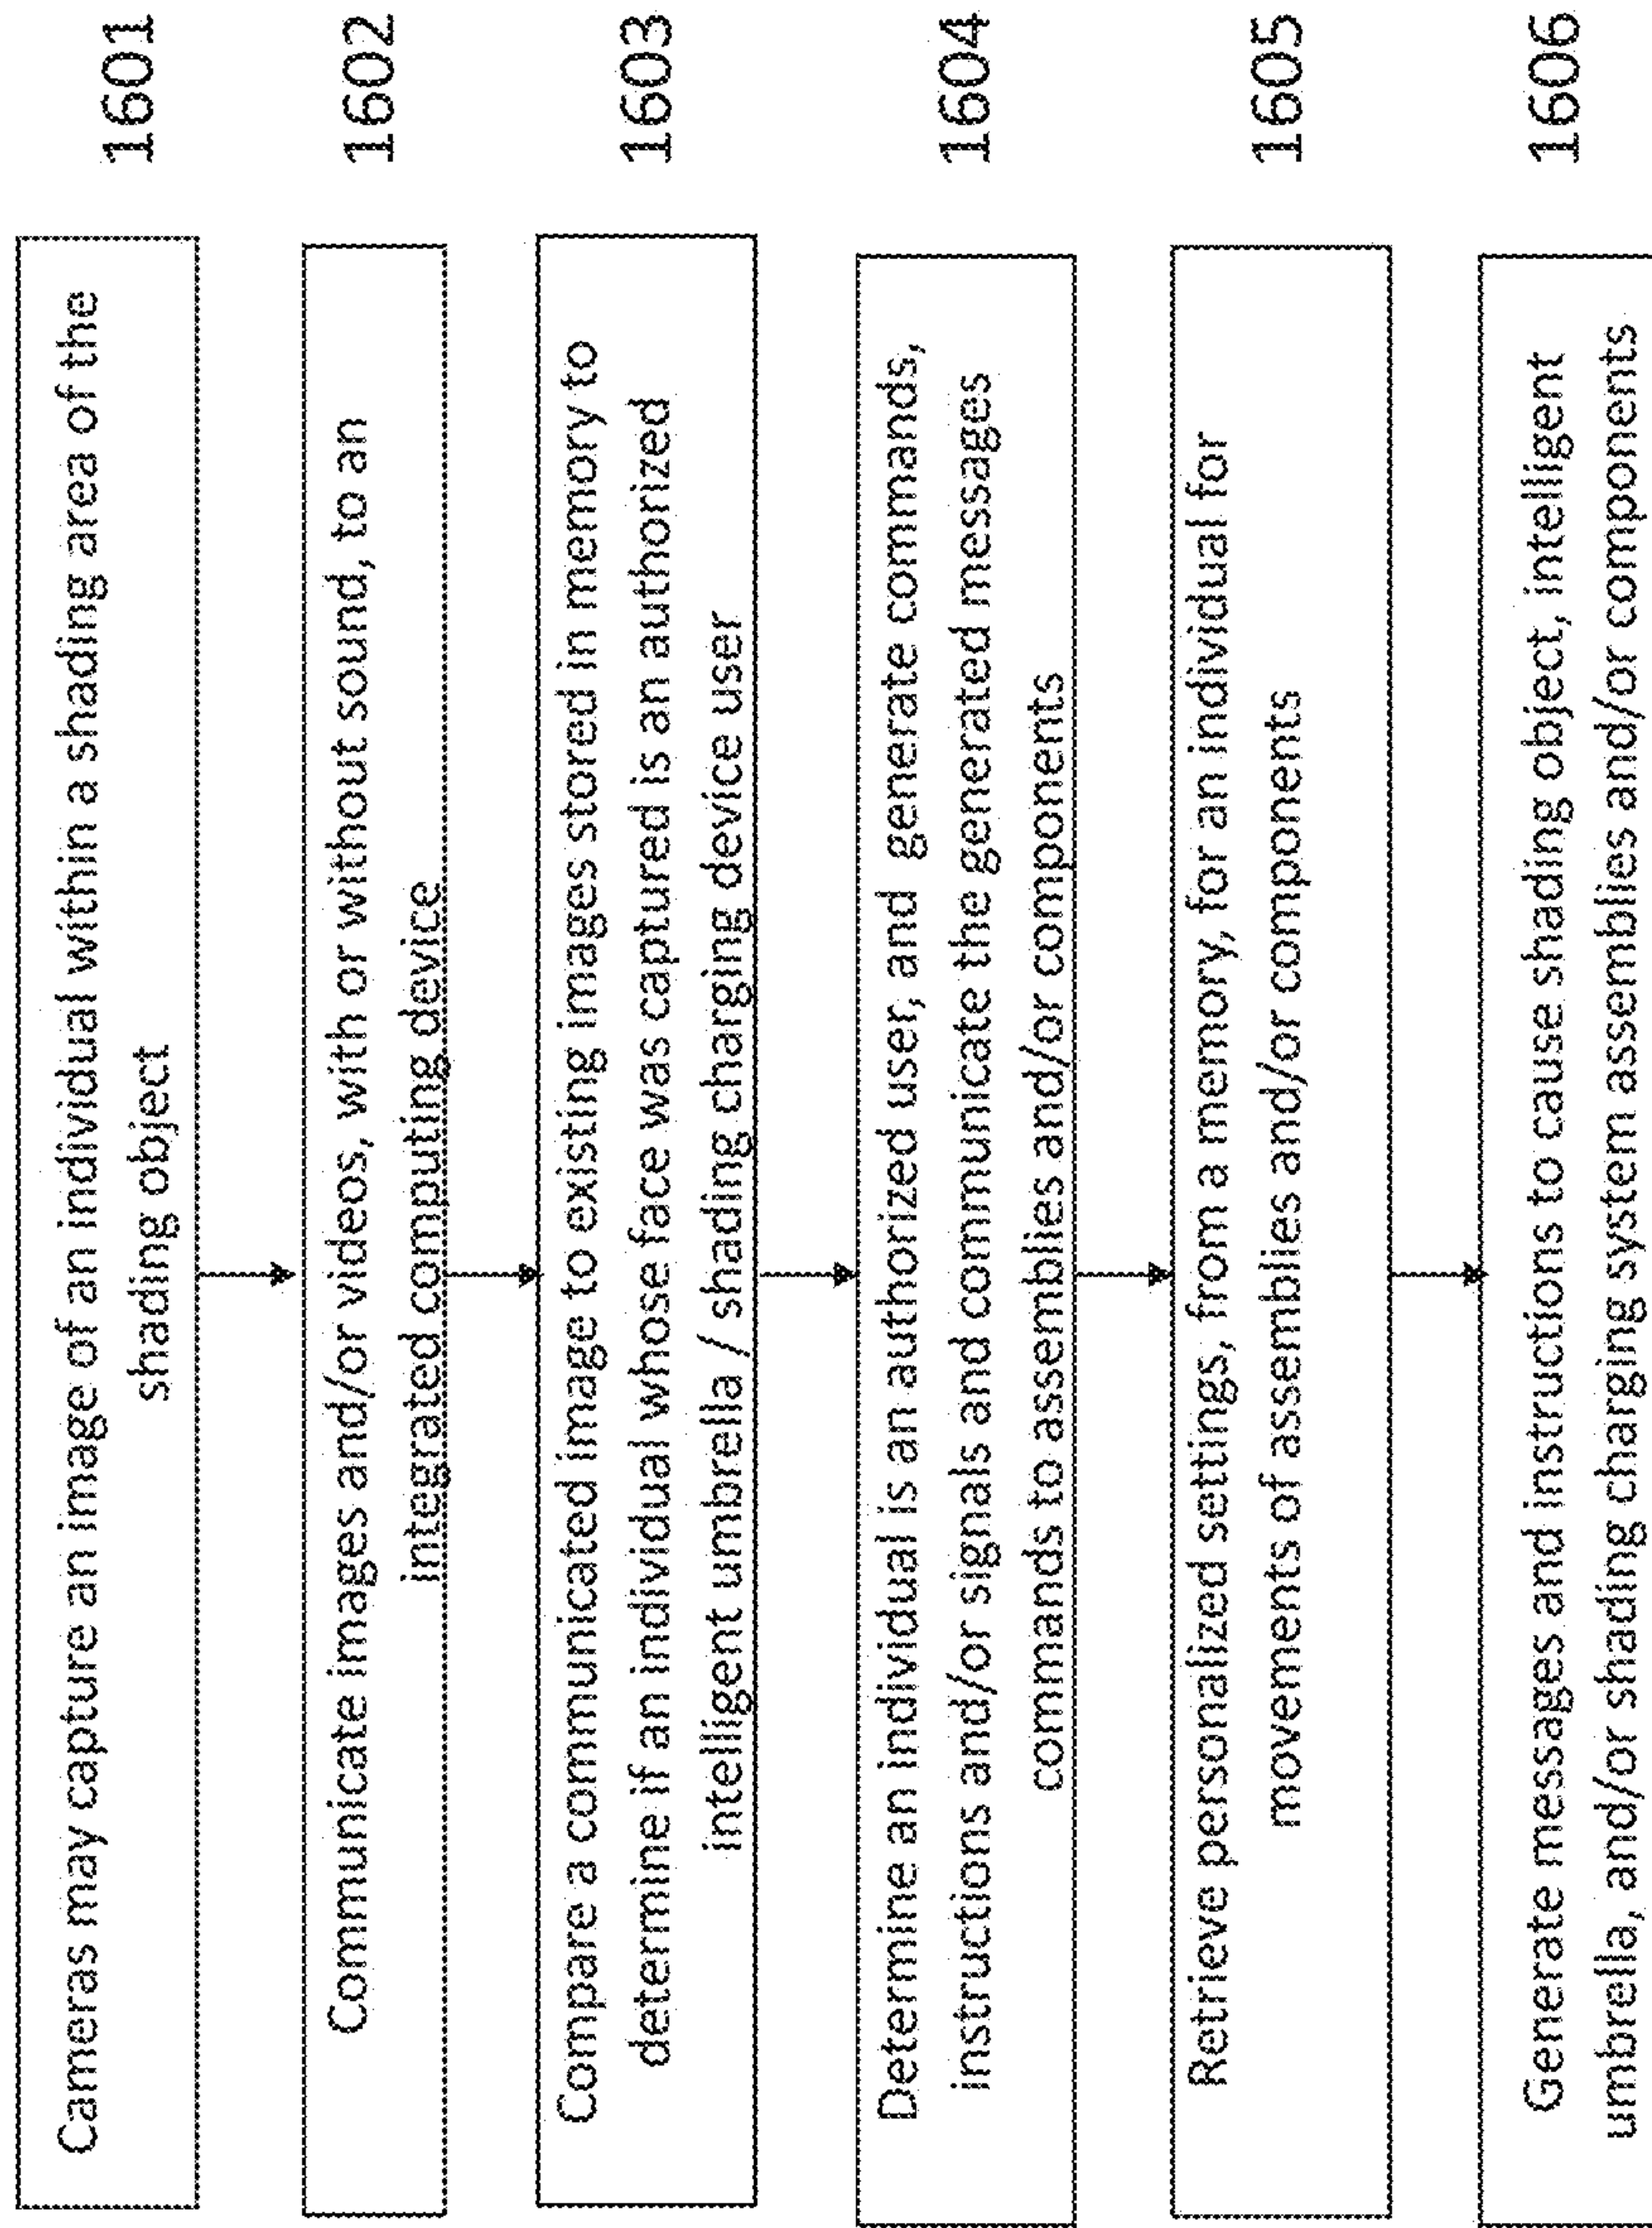 Cameras may capture an image of an individual within a shading area of the
shading object
1601
Communicate images and/or videos, with or without sound, to an
integrated computing device
1602
Compare a communicated image to existing images stored in memory to
determine if an individual whose face was captured is an authorized
intelligent umbrella / shading charging device user
1603
Determine an individual is an authorized user, and generate commands,
instructions and/or signals and communicate the generated messages
commands to assemblies and/or components
1604
Retrieve personalized settings, from a memory, for an individual for
movements of assemblies and/or components
1605
Generate messages and instructions to cause shading object, intelligent
umbrella, and/or shading charging system assemblies and/or components
1606